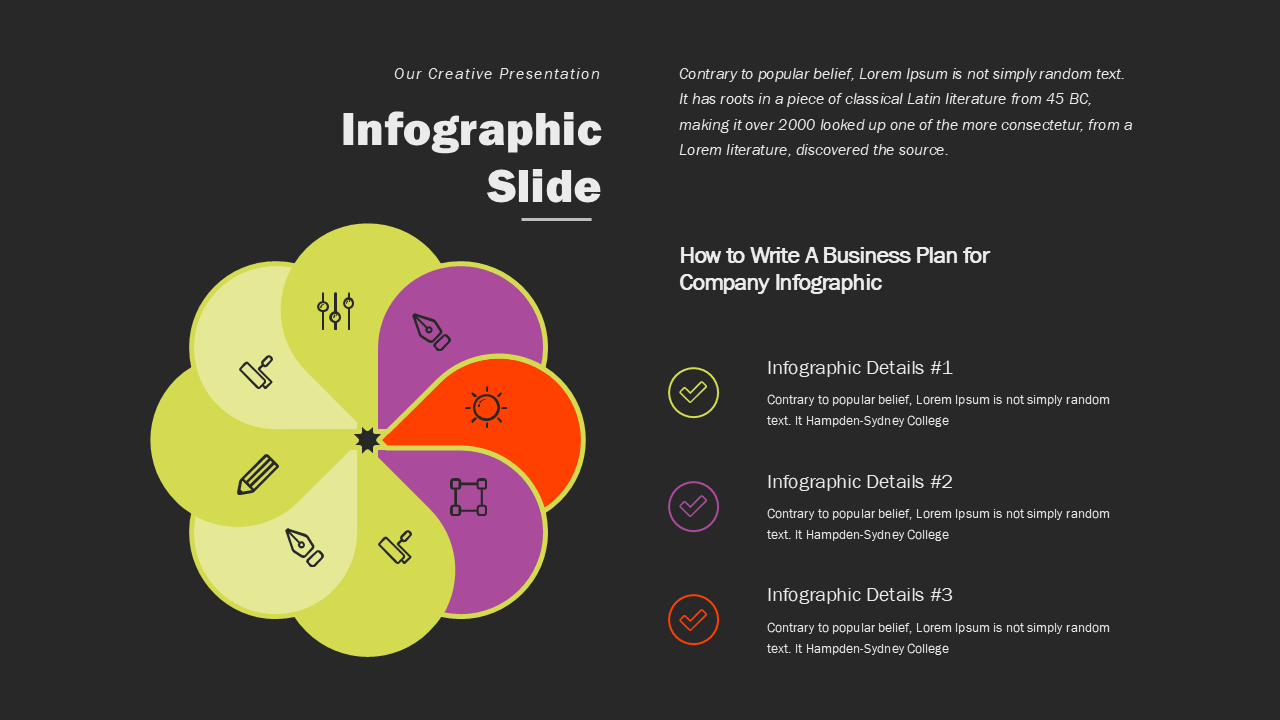 Our Creative Presentation
Infographic
Slide
Contrary to popular belief, Lorem Ipsum is not simply random text.
It has roots in a piece of classical Latin literature from 45 BC,
making it over 2000 looked up one of the more consectetur, from a
Lorem literature, discovered the source.
How to Write A Business Plan for
Company Infographic
Infographic Details #1
Contrary to popular belief, Lorem Ipsum is not simply random
text. It Hampden-Sydney College
Infographic Details #2
Contrary to popular belief, Lorem Ipsum is not simply random
text. It Hampden-Sydney College
Infographic Details #3
Contrary to popular belief, Lorem Ipsum is not simply random
text. It Hampden-Sydney College